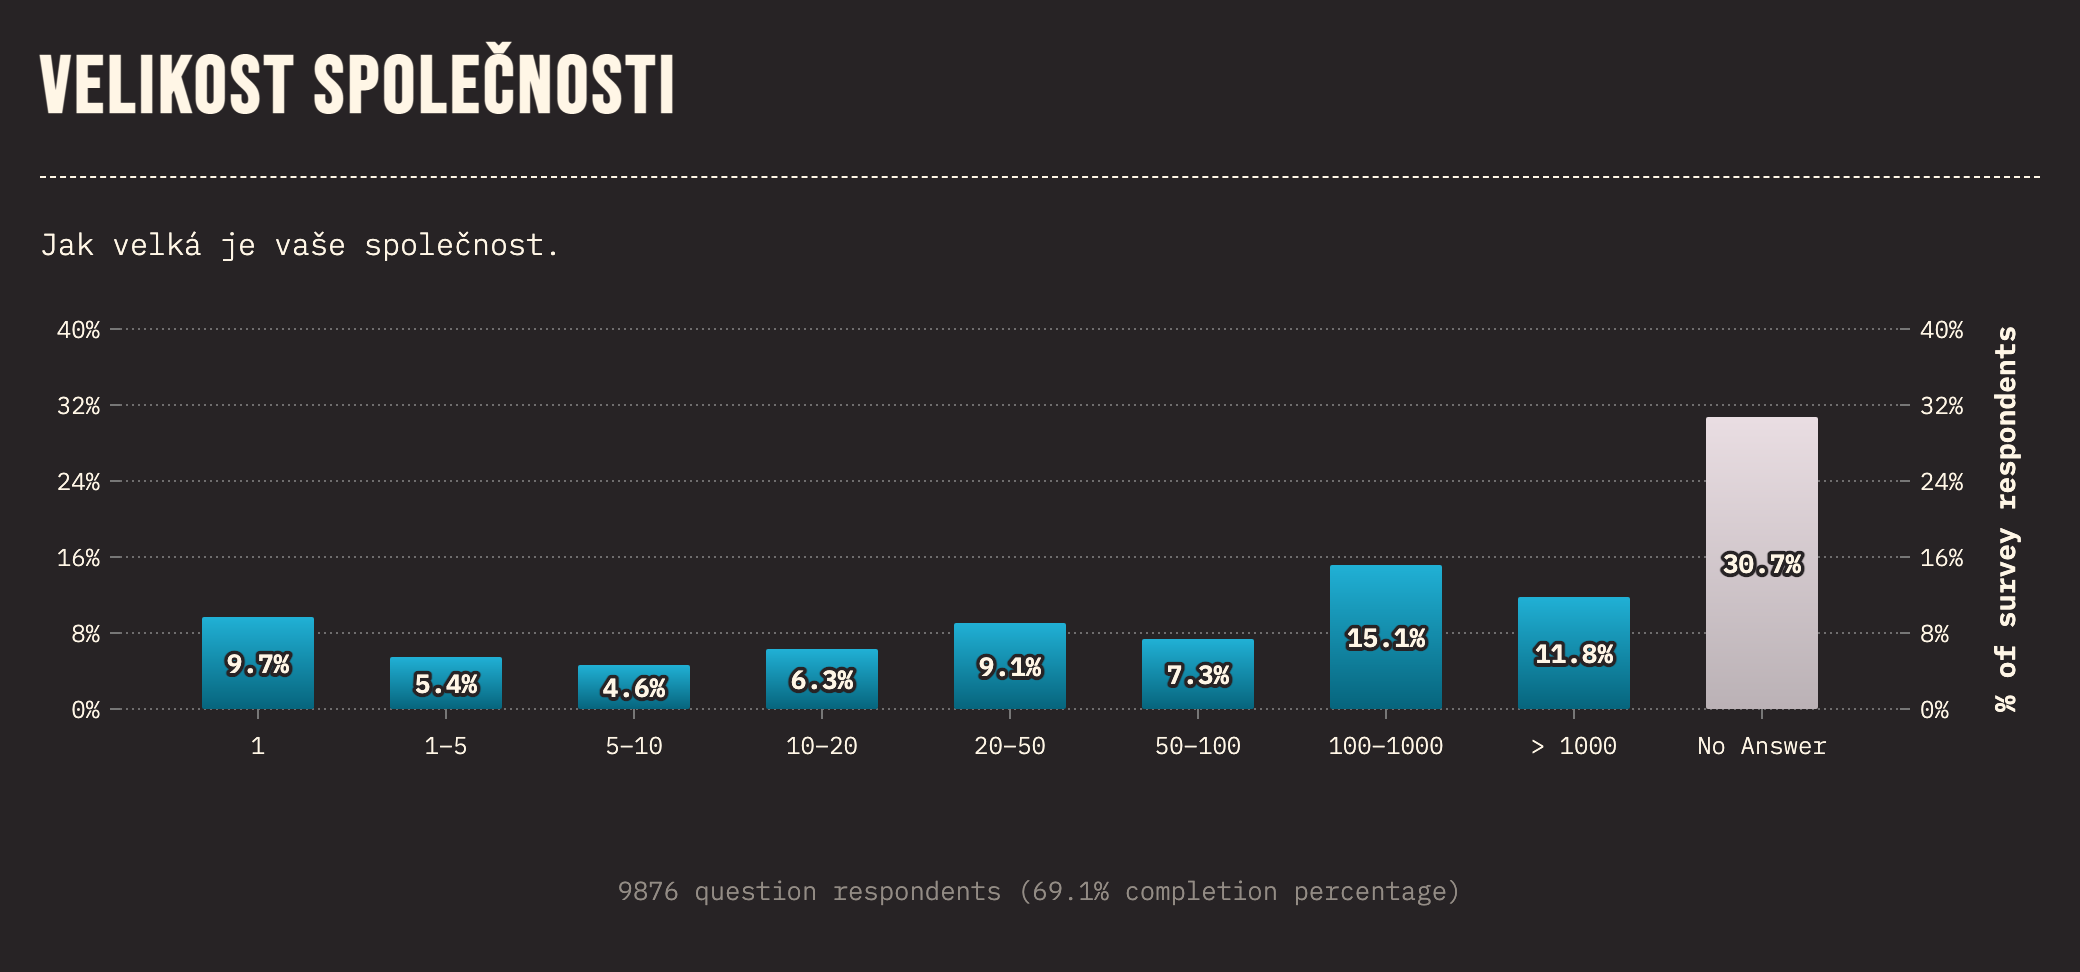 VELIKOST SPOLEČNOSTI
Jak velká je vaše společnost.
40% 40%
32% 32%
24% 24%
16% 16%
8% 8%
0% 0%
% of survey respondents
9.7% 5.4% 4.6% 6.3% 9.1% 7.3% 15.1% 11.8% 30.7%
1 1-5 5-10 10-20 20-50 50-100 100-1000 > 1000 No Answer
9876 question respondents (69.1% completion percentage)